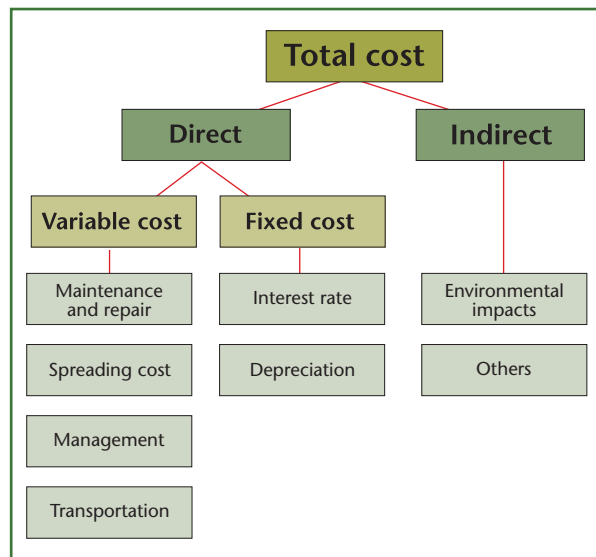 Total cost
Direct
Indirect
Variable cost
Fixed cost
Maintenance
and repair
Interest rate
Environmental
impacts
Spreading cost
Depreciation
Others
Management
Transportation